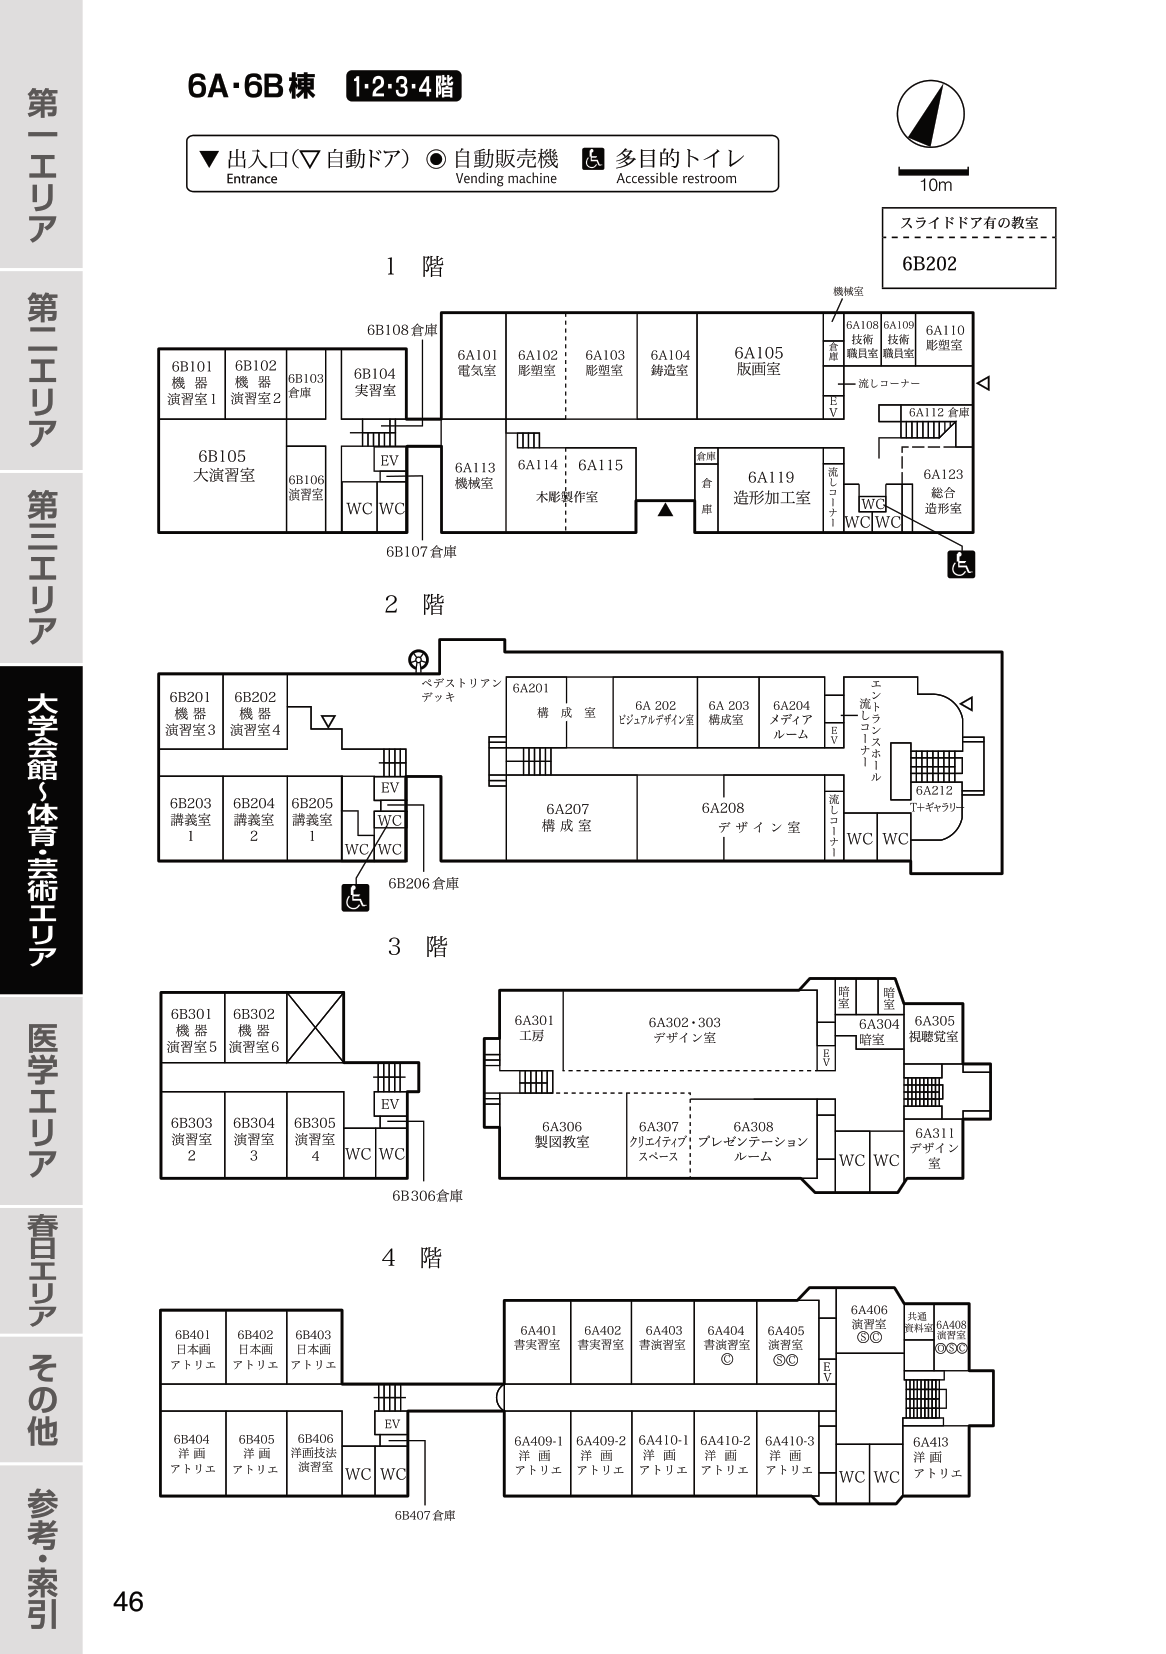 第一エリア
第二エリア
第三エリア
大学会館～体育・芸術エリア
医学エリア
春日エリア
その他
参考・索引
6A・6B棟 1・2・3・4階
▼出入口(▽自動ドア) ◉自動販売機 多目的トイレ
Entrance Vending machine Accessible restroom
10m
スライドドア有の教室
6B202
1 階
機械室
6B108倉庫
6B101
機 器
演習室1
6B102
機 器
演習室2
6B103
倉庫
6B104
実習室
6A101
電気室
6A102
彫塑室
6A103
彫塑室
6A104
鋳造室
6A105
版画室
倉庫
EV
6A108
技術
職員室
6A109
技術
職員室
6A110
彫塑室
流しコーナー
6A112 倉庫
6B105
大演習室
6B106
演習室
EV
WC
WC
6B107倉庫
6A113
機械室
6A114
6A115
木彫製作室
倉庫
倉庫
6A119
造形加工室
流しコーナー
WC
WC
WC
6A123
総合
造形室
2 階
ペデストリアン
デッキ
6B201
機 器
演習室3
6B202
機 器
演習室4
6A201
構 成 室
6A 202
ビジュアルデザイン室
6A 203
構成室
6A204
メディア
ルーム
EV
流しコーナー
エントランスホール
6B203
講義室
1
6B204
講義室
2
6B205
講義室
1
EV
WC
WC
WC
6B206倉庫
6A207
構成室
6A208
デザイン室
流しコーナー
WC
WC
6A212
T+ギャラリー
3 階
6B301
機 器
演習室5
6B302
機 器
演習室6
6A301
工房
6A302・303
デザイン室
EV
暗室
暗室
6A304
暗室
6A305
視聴覚室
6B303
演習室
2
6B304
演習室
3
6B305
演習室
4
EV
WC
WC
6B306倉庫
6A306
製図教室
6A307
クリエイティブ
スペース
6A308
プレゼンテーション
ルーム
WC
WC
6A311
デザイン
室
4 階
6B401
日本画
アトリエ
6B402
日本画
アトリエ
6B403
日本画
アトリエ
6A401
書実習室
6A402
書実習室
6A403
書演習室
6A404
書演習室
Ⓒ
6A405
演習室
ⓈⒸ
EV
6A406
演習室
ⓈⒸ
共通
資料室
6A408
演習室
ⓄⓈⒸ
6B404
洋 画
アトリエ
6B405
洋 画
アトリエ
6B406
洋画技法
演習室
EV
WC
WC
6B407倉庫
6A409-1
洋 画
アトリエ
6A409-2
洋 画
アトリエ
6A410-1
洋 画
アトリエ
6A410-2
洋 画
アトリエ
6A410-3
洋 画
アトリエ
WC
WC
6A413
洋 画
アトリエ
46